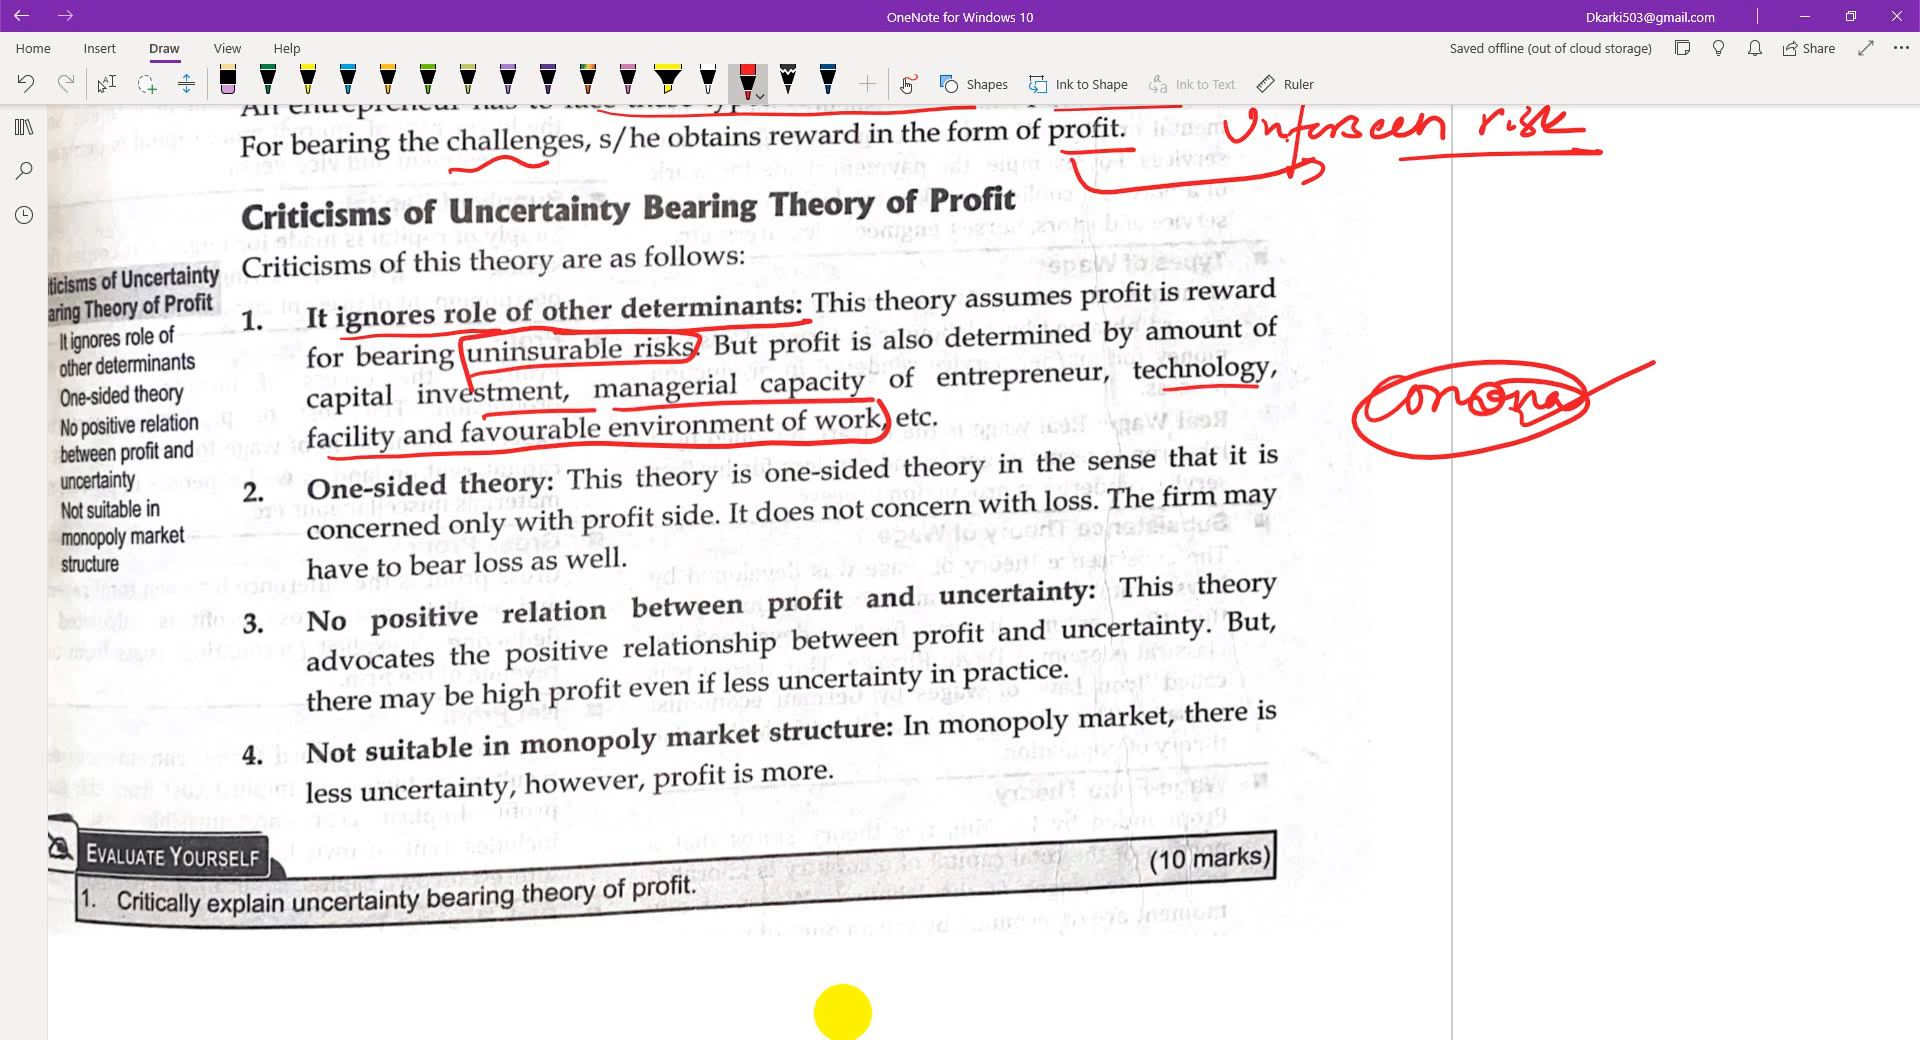 OneNote for Windows 10
Dkarki503@gmail.com
Home Insert Draw View Help
Saved offline (out of cloud storage)
Share
Shapes
Ink to Shape
Ink to Text
Ruler
An entrepreneur has to face these
For bearing the challenges, s/he obtains reward in the form of profit.
Unforseen risk
Criticisms of Uncertainty Bearing Theory of Profit
Criticisms of this theory are as follows:
ticisms of Uncertainty
aring Theory of Profit
It ignores role of
other determinants
One-sided theory
No positive relation
between profit and
uncertainty
Not suitable in
monopoly market
structure
1. It ignores role of other determinants: This theory assumes profit is reward
for bearing uninsurable risks. But profit is also determined by amount of
capital investment, managerial capacity of entrepreneur, technology,
facility and favourable environment of work, etc.
Corona
2. One-sided theory: This theory is one-sided theory in the sense that it is
concerned only with profit side. It does not concern with loss. The firm may
have to bear loss as well.
3. No positive relation between profit and uncertainty: This theory
advocates the positive relationship between profit and uncertainty. But,
there may be high profit even if less uncertainty in practice.
4. Not suitable in monopoly market structure: In monopoly market, there is
less uncertainty, however, profit is more.
EVALUATE YOURSELF
(10 marks)
1. Critically explain uncertainty bearing theory of profit.